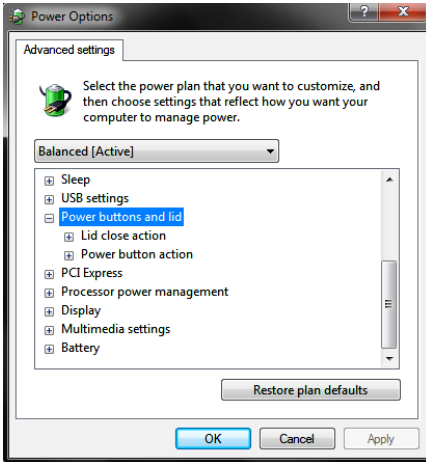 Power Options
Advanced settings
Select the power plan that you want to customize, and
then choose settings that reflect how you want your
computer to manage power.
Balanced [Active]
Sleep
USB settings
Power buttons and lid
Lid close action
Power button action
PCI Express
Processor power management
Display
Multimedia settings
Battery
Restore plan defaults
OK Cancel Apply